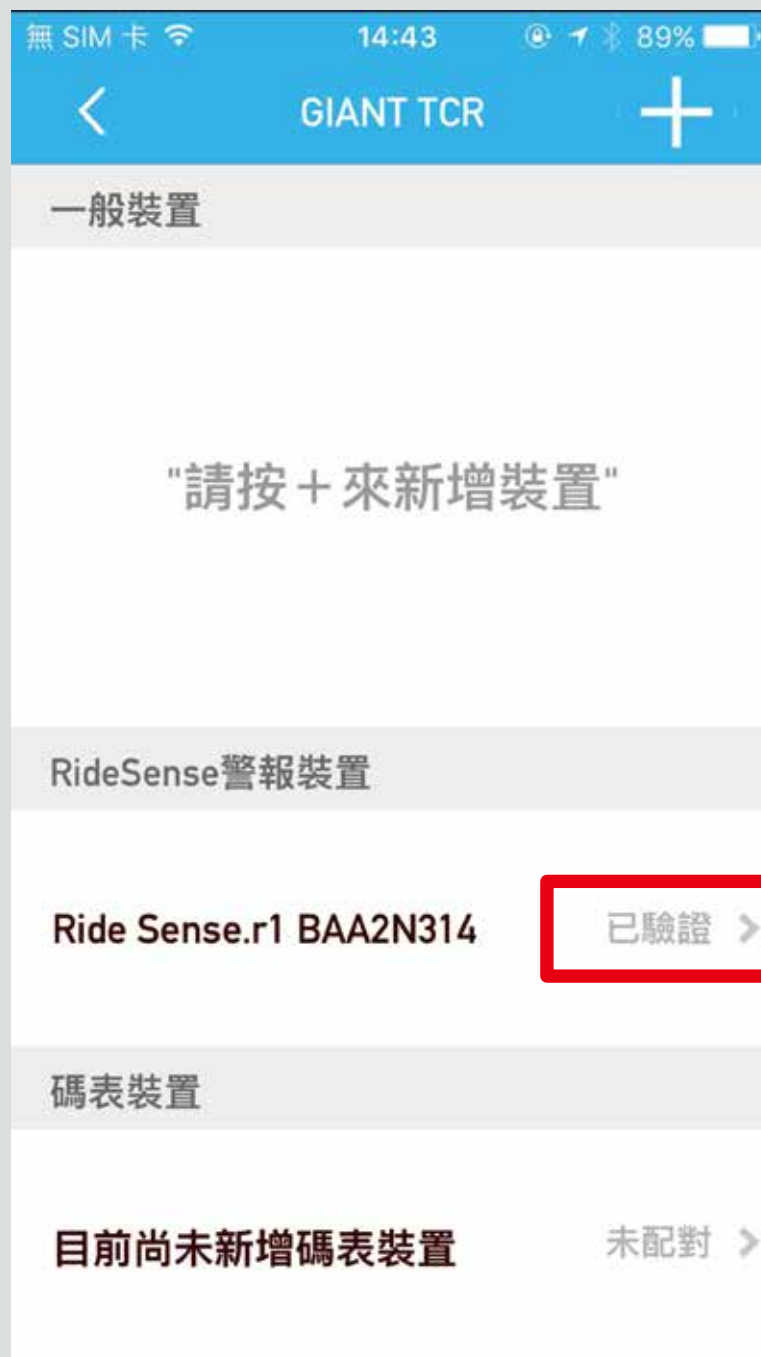 無 SIM 卡 14:43 89%
GIANT TCR
一般裝置
"請按＋來新增裝置"
RideSense警報裝置
Ride Sense.r1 BAA2N314 已驗證
碼表裝置
目前尚未新增碼表裝置 未配對